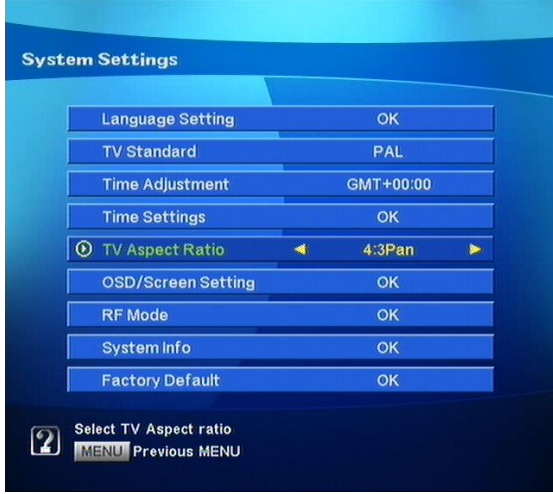 System Settings
Language Setting OK
TV Standard PAL
Time Adjustment GMT+00:00
Time Settings OK
TV Aspect Ratio 4:3Pan
OSD/Screen Setting OK
RF Mode OK
System Info OK
Factory Default OK
? Select TV Aspect ratio
MENU Previous MENU